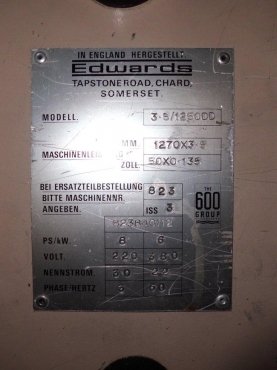 IN ENGLAND HERGESTELLT
Edwards
TAPSTONE ROAD, CHARD,
SOMERSET.
MODELL. 3·5/1250DD
MM. 1270X3·5
ZOLL. 50X0·135
BEI ERSATZTEILBESTELLUNG 823
BITTE MASCHINENNR. ISS 3
ANGEBEN.
THE
600
GROUP
PS/kW. 8 6
VOLT. 220 380
NENNSTROM. 30 22
PHASE/HERTZ 3